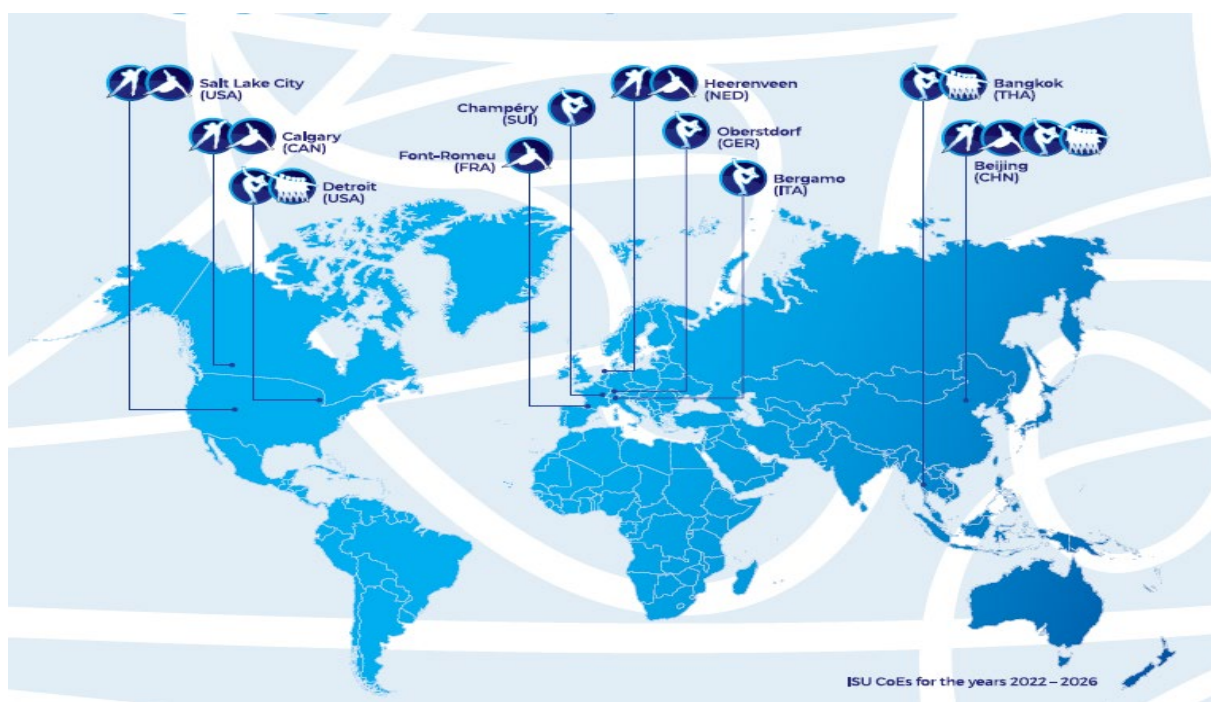 Salt Lake City
(USA)
Calgary
(CAN)
Detroit
(USA)
Champéry
(SUI)
Font-Romeu
(FRA)
Heerenveen
(NED)
Oberstdorf
(GER)
Bergamo
(ITA)
Bangkok
(THA)
Beijing
(CHN)
ISU CoEs for the years 2022 – 2026